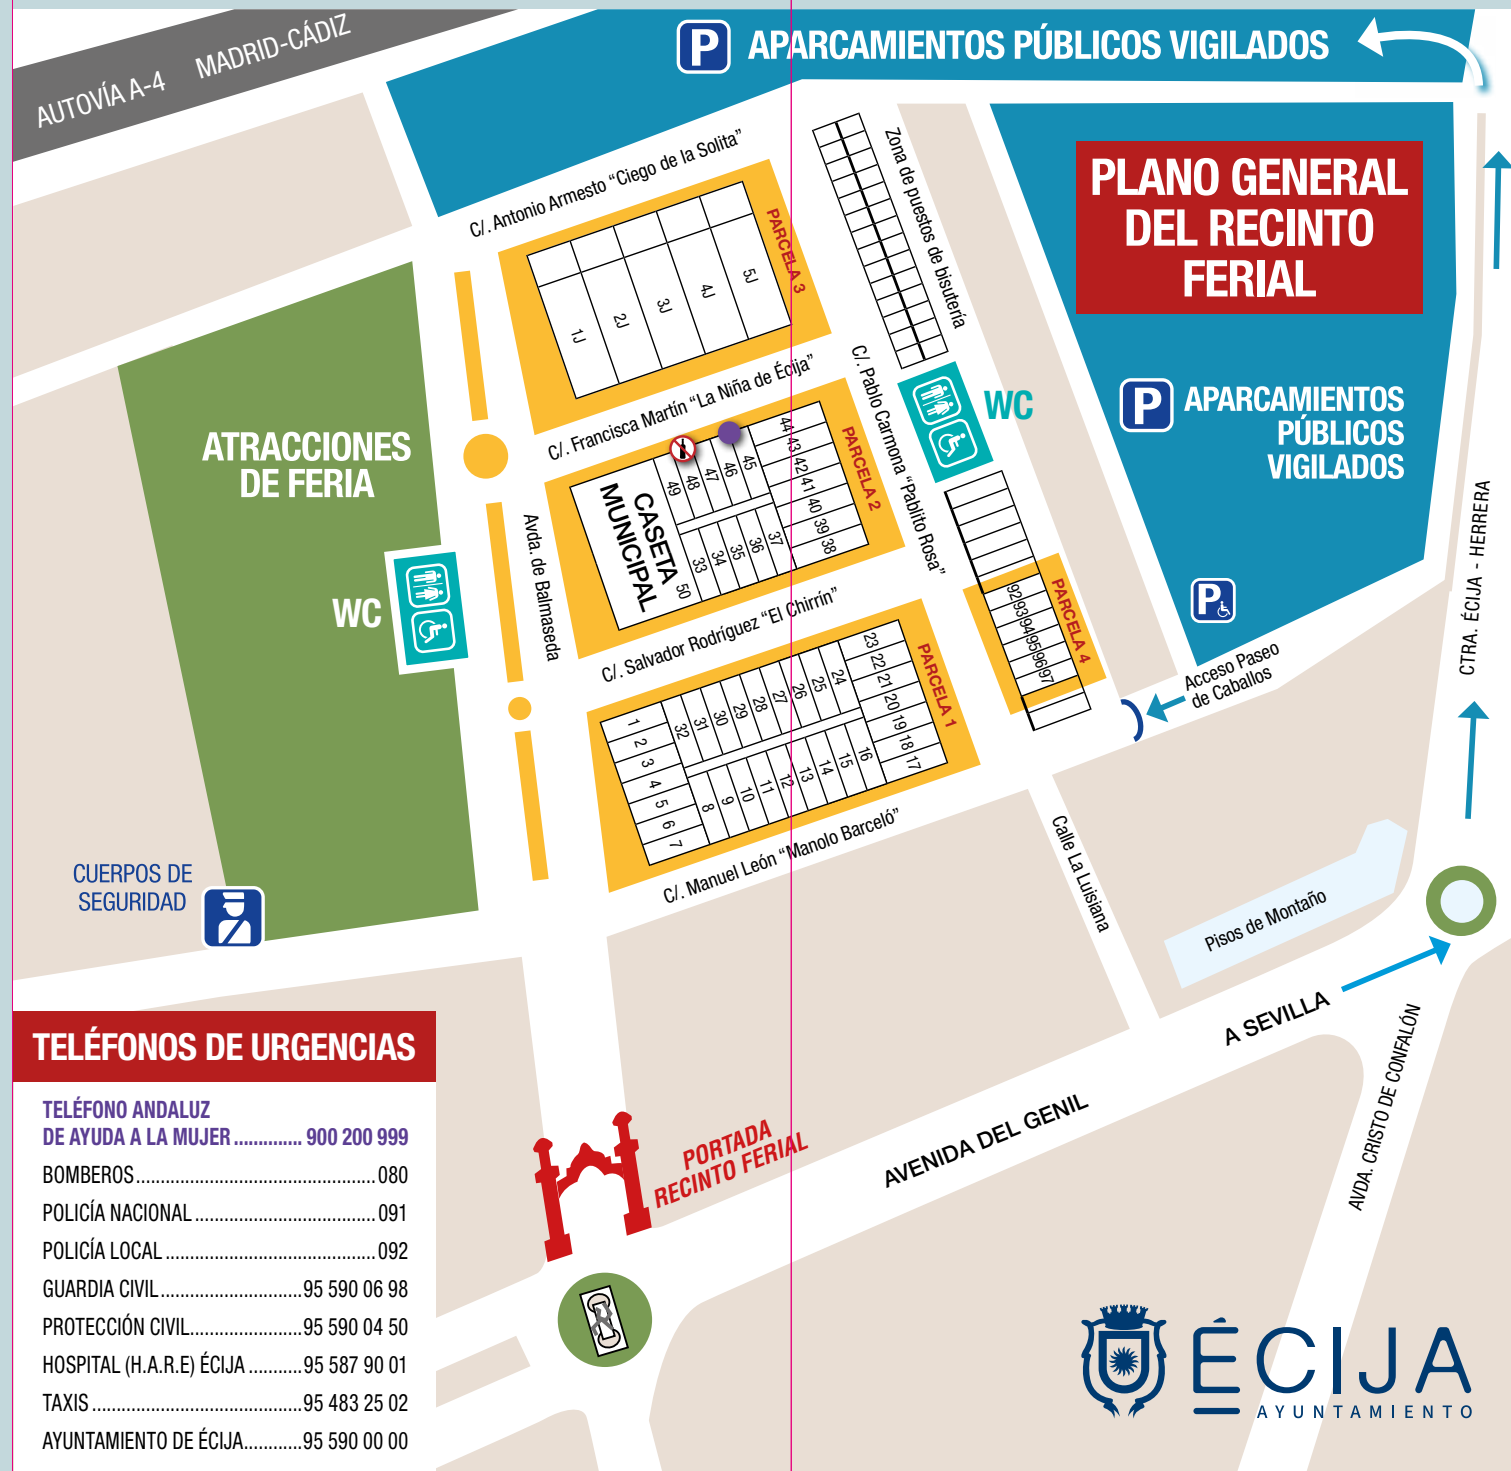 AUTOVÍA A-4 MADRID-CÁDIZ
P APARCAMIENTOS PÚBLICOS VIGILADOS
C/. Antonio Armesto “Ciego de la Solita”
Zona de puestos de bisutería
PLANO GENERAL
DEL RECINTO
FERIAL
PARCELA 3
1J
2J
3J
4J
5J
C/. Francisca Martín “La Niña de Écija”
C/. Pablo Carmona “Pablito Rosa”
WC
P APARCAMIENTOS
PÚBLICOS
VIGILADOS
ATRACCIONES
DE FERIA
PARCELA 2
CASETA
MUNICIPAL
50
49
48
47
46
45
44
43
42
41
40
39
38
33
34
35
36
37
Avda. de Balmaseda
WC
C/. Salvador Rodríguez “El Chirrín”
PARCELA 4
92
93
94
95
96
97
P
Acceso Paseo
de Caballos
CTRA. ÉCIJA - HERRERA
PARCELA 1
1
2
3
4
5
6
7
32
31
30
29
28
27
26
25
24
23
22
21
20
19
18
17
8
9
10
11
12
13
14
15
16
C/. Manuel León “Manolo Barceló”
Calle La Luisiana
CUERPOS DE
SEGURIDAD
Pisos de Montaño
A SEVILLA
AVDA. CRISTO DE CONFALÓN
AVENIDA DEL GENIL
PORTADA
RECINTO FERIAL
TELÉFONOS DE URGENCIAS
TELÉFONO ANDALUZ
DE AYUDA A LA MUJER ............. 900 200 999
BOMBEROS .............................................. 080
POLICÍA NACIONAL ................................... 091
POLICÍA LOCAL ........................................ 092
GUARDIA CIVIL ............................ 95 590 06 98
PROTECCIÓN CIVIL....................... 95 590 04 50
HOSPITAL (H.A.R.E) ÉCIJA ........... 95 587 90 01
TAXIS .......................................... 95 483 25 02
AYUNTAMIENTO DE ÉCIJA............ 95 590 00 00
ÉCIJA
AYUNTAMIENTO